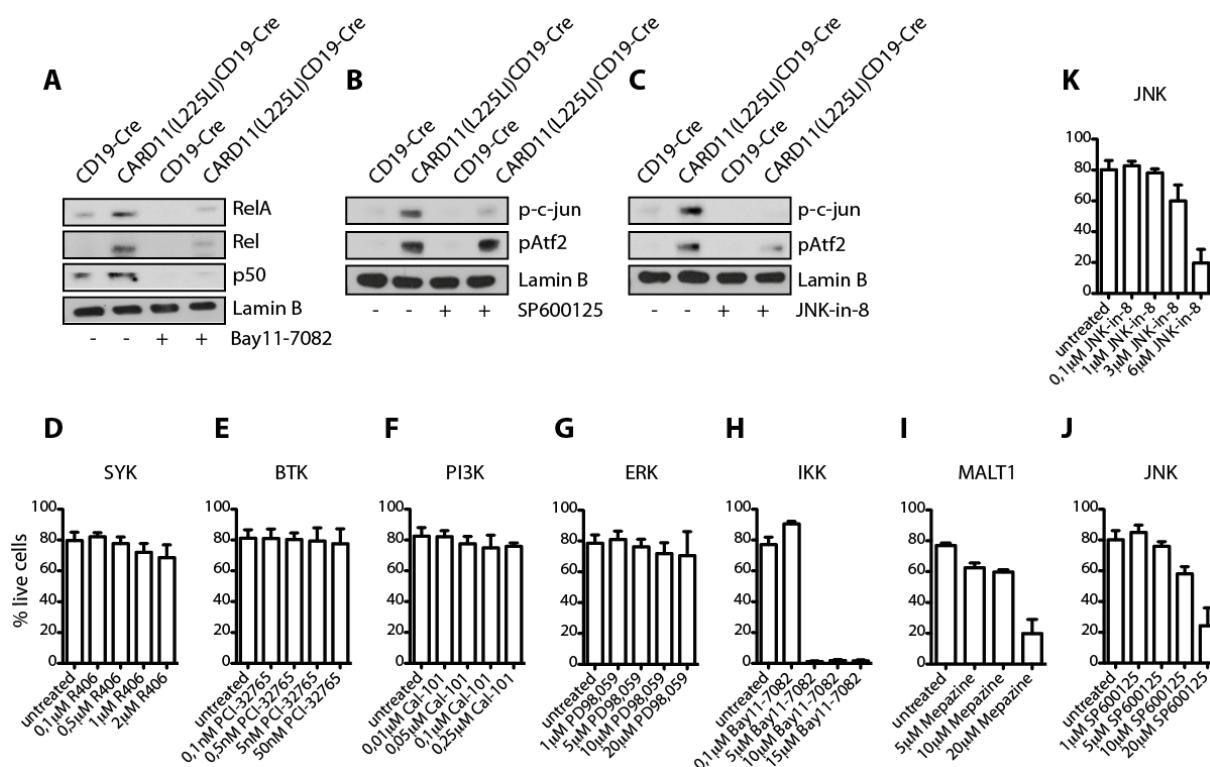 A
CD19-Cre
CARD11(L225LI)CD19-Cre
CD19-Cre
CARD11(L225LI)CD19-Cre
RelA
Rel
p50
Lamin B
- - + + Bay11-7082
B
CD19-Cre
CARD11(L225LI)CD19-Cre
CD19-Cre
CARD11(L225LI)CD19-Cre
p-c-jun
pAtf2
Lamin B
- - + + SP600125
C
CD19-Cre
CARD11(L225LI)CD19-Cre
CD19-Cre
CARD11(L225LI)CD19-Cre
p-c-jun
pAtf2
Lamin B
- - + + JNK-in-8
K
JNK
100
80
60
40
20
0
untreated
0,1µM JNK-in-8
1µM JNK-in-8
3µM JNK-in-8
6µM JNK-in-8
D
SYK
% live cells
100
80
60
40
20
0
untreated
0,1µM R406
0,5µM R406
1µM R406
2µM R406
E
BTK
100
80
60
40
20
0
untreated
0,1nM PCI-32765
0,5nM PCI-32765
5nM PCI-32765
50nM PCI-32765
F
PI3K
100
80
60
40
20
0
untreated
0,01µM Cal-101
0,05µM Cal-101
0,1µM Cal-101
0,25µM Cal-101
G
ERK
100
80
60
40
20
0
untreated
1µM PD98,059
5µM PD98,059
10µM PD98,059
20µM PD98,059
H
IKK
100
80
60
40
20
0
untreated
0,1µM Bay11-7082
5µM Bay11-7082
10µM Bay11-7082
15µM Bay11-7082
I
MALT1
100
80
60
40
20
0
untreated
5µM Mepazine
10µM Mepazine
20µM Mepazine
J
JNK
100
80
60
40
20
0
untreated
1µM SP600125
5µM SP600125
10µM SP600125
20µM SP600125